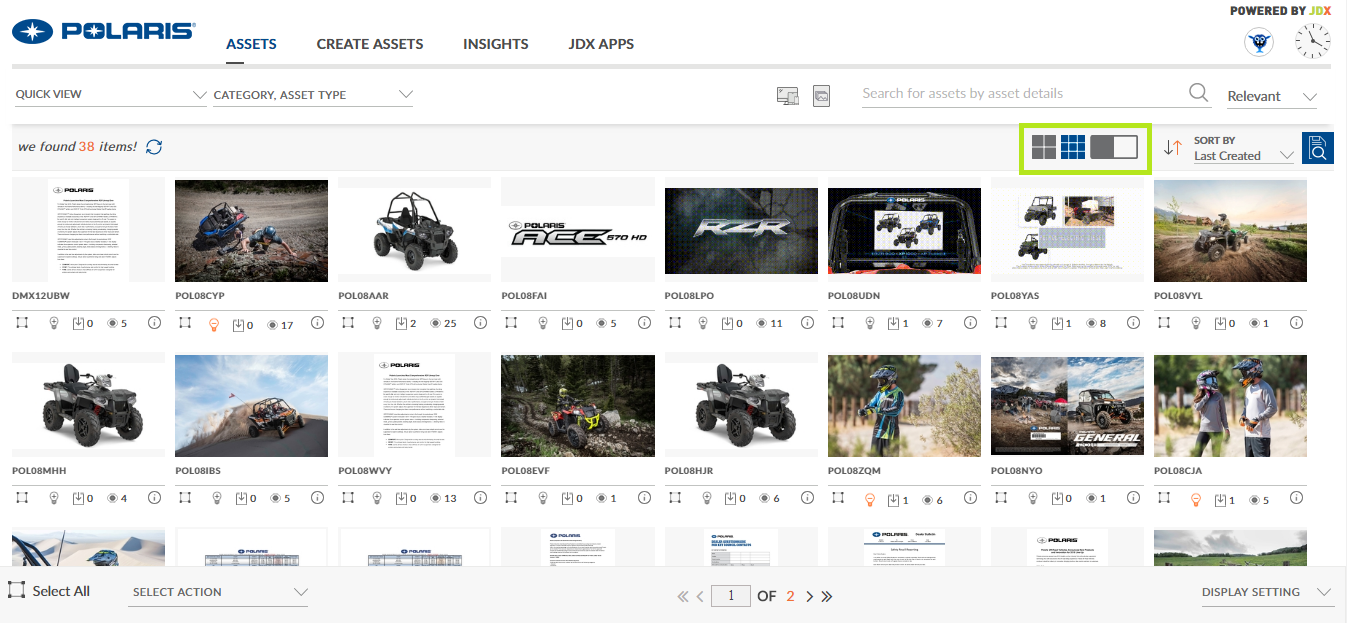 POWERED BY JDX
POLARIS
ASSETS
CREATE ASSETS
INSIGHTS
JDX APPS
QUICK VIEW
CATEGORY, ASSET TYPE
Search for assets by asset details
Relevant
we found 38 items!
SORT BY
Last Created
POLARIS
POLARIS
ACE 570 HD
RZR
POLARIS
DMX12UBW
POL08CYP
POL08AAR
POL08FAI
POL08LPO
POL08UDN
POL08YAS
POL08VYL
0 5
0 17
2 25
0 5
0 11
1 7
1 8
0 1
POLARIS
GENERAL
POL08MHH
POL08IBS
POL08WVY
POL08EVF
POL08HJR
POL08ZQM
POL08NYO
POL08CJA
0 4
0 5
0 13
0 1
0 6
1 6
0 1
1 5
POLARIS
POLARIS
POLARIS
POLARIS
POLARIS
POLARIS
Select All
SELECT ACTION
1 OF 2
DISPLAY SETTING